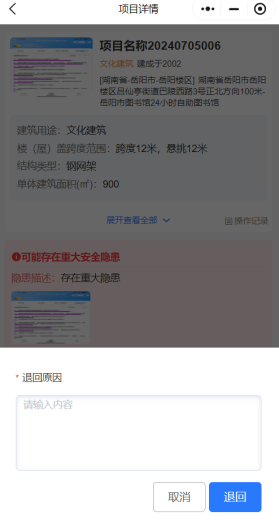 项目详情
项目名称20240705006
文化建筑 建成于2002
[湖南省-岳阳市-岳阳楼区] 湖南省岳阳市岳阳
楼区吕仙亭街道巴陵西路3号正北方向100米-
岳阳市图书馆24小时自助图书馆
建筑用途：文化建筑
楼（屋）盖跨度范围：跨度12米，悬挑12米
结构类型：钢网架
单体建筑面积(㎡)：900
展开查看全部
操作记录
可能存在重大安全隐患
隐患描述：存在重大隐患
* 退回原因
请输入内容
取消
退回